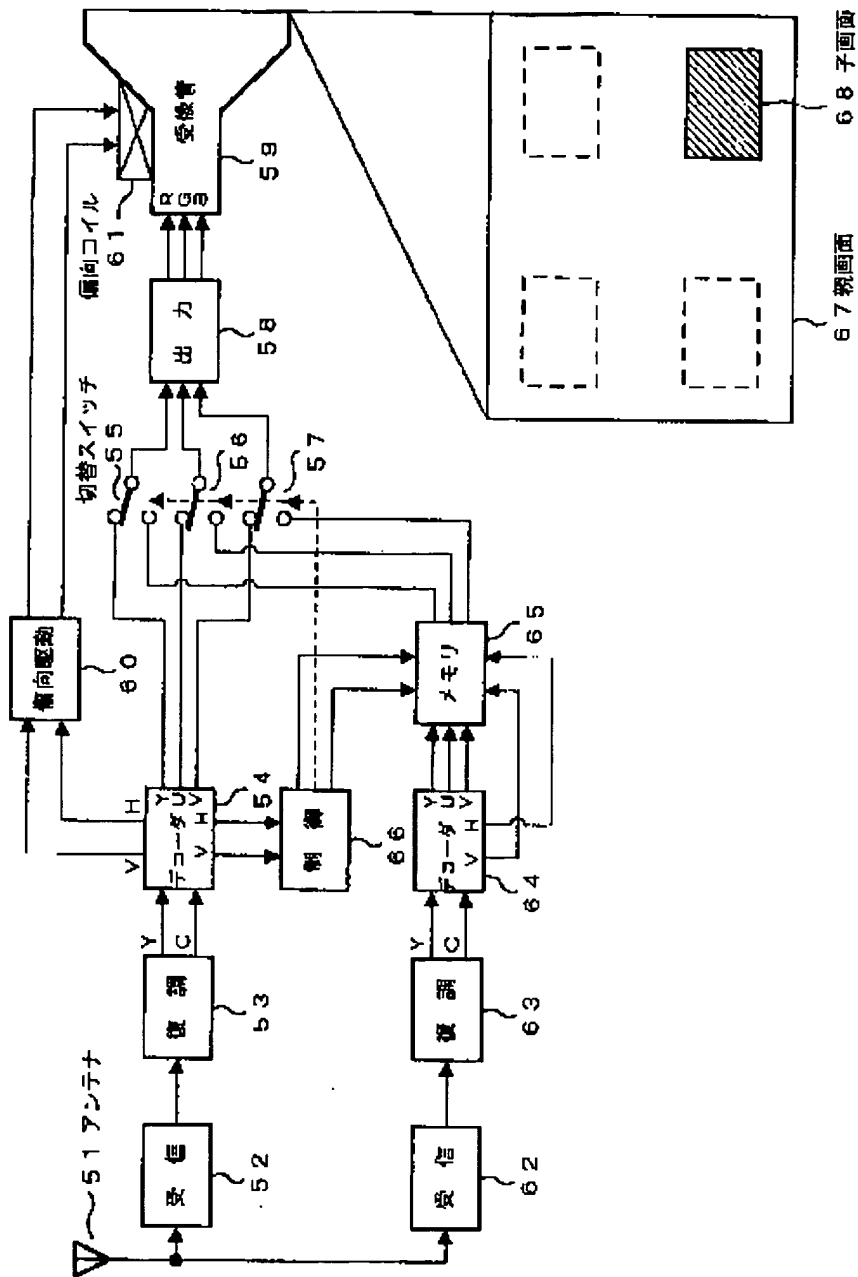 51 アンテナ
受信
52
復調
53
Y
C
デコーダ
Y
U
V
H
V
H
V
54
偏向駆動
60
切替スイッチ
55
56
57
出力
58
偏向コイル
61
R
G
B
受像管
59
受信
62
復調
63
Y
C
デコーダ
Y
U
V
H
V
64
制御
66
メモリ
65
67 親画面
68 子画面